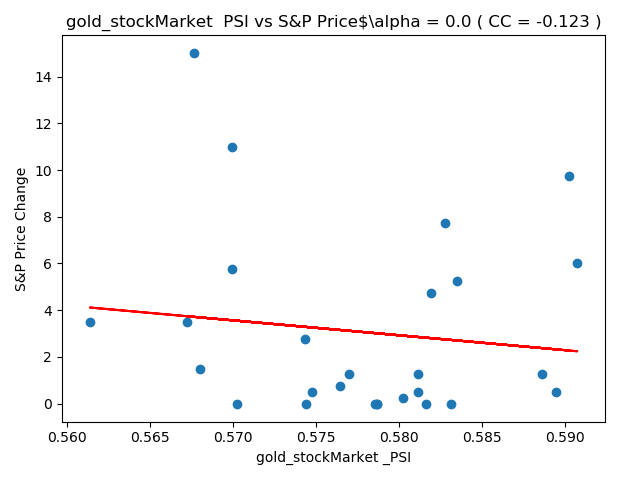 gold_stockMarket  PSI vs S&P Price$\alpha = 0.0 ( CC = -0.123 )
14
12
10
8
6
4
2
0
S&P Price Change
0.560 0.565 0.570 0.575 0.580 0.585 0.590
gold_stockMarket _PSI